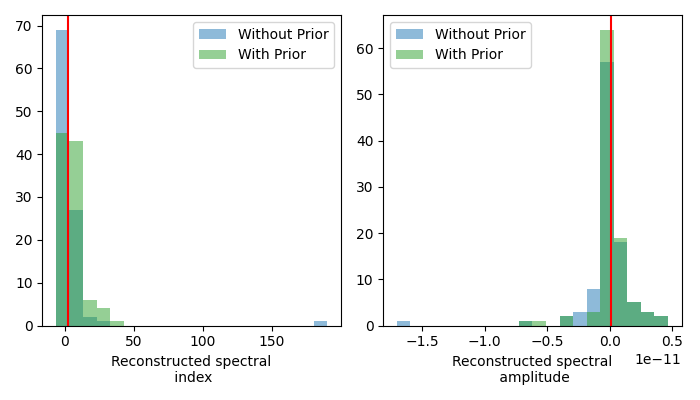 Without Prior
With Prior
70
60
50
40
30
20
10
0
0
50
100
150
Reconstructed spectral
index
Without Prior
With Prior
60
50
40
30
20
10
0
−1.5
−1.0
−0.5
0.0
0.5
1e−11
Reconstructed spectral
amplitude